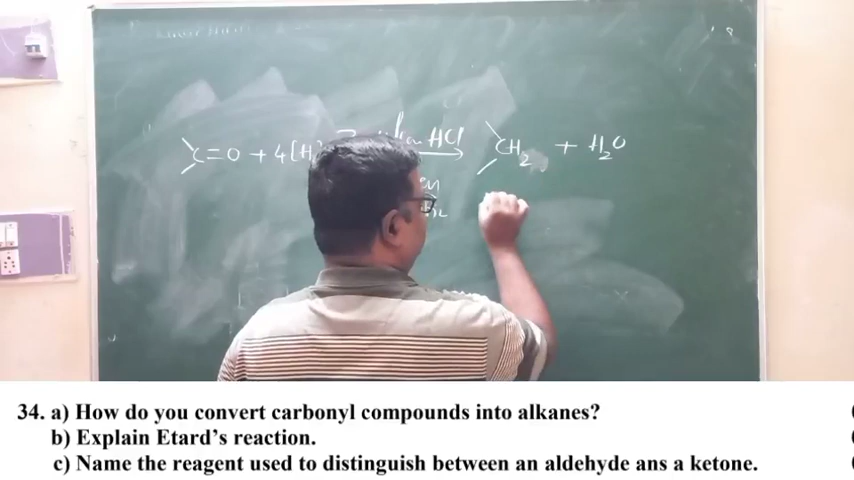 >C=O + 4[H] HCl >CH₂ + H₂O
34. a) How do you convert carbonyl compounds into alkanes?
b) Explain Etard's reaction.
c) Name the reagent used to distinguish between an aldehyde ans a ketone.